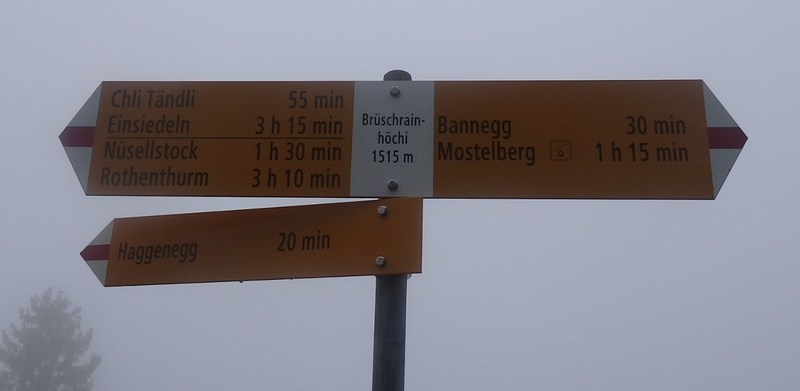 Chli Tändli 55 min
Einsiedeln 3 h 15 min
Nüsellstock 1 h 30 min
Rothenthurm 3 h 10 min
Brüschrain-
höchi
1515 m
Bannegg 30 min
Mostelberg 1 h 15 min
Haggenegg 20 min